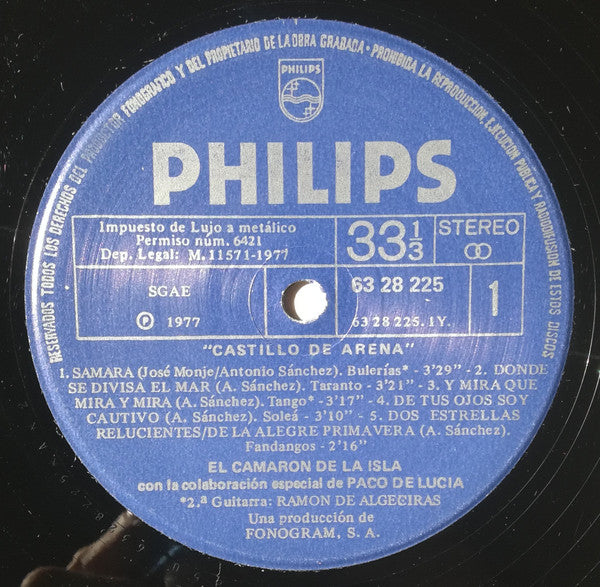 RESERVADOS TODOS LOS DERECHOS DEL PRODUCTOR FONOGRAFICO Y DEL PROPIETARIO DE LA OBRA GRABADA · PROHIBIDA LA REPRODUCCION, EJECUCION PUBLICA Y RADIODIFUSION DE ESTOS DISCOS
PHILIPS
PHILIPS
Impuesto de Lujo a metálico
Permiso núm. 6421
Dep. Legal: M.11571-1977
33 1/3
STEREO
SGAE
Ⓟ 1977
63 28 225
63 28 225.1Y.
1
"CASTILLO DE ARENA"
1. SAMARA (José Monje/Antonio Sánchez). Bulerías* - 3'29" - 2. DONDE
SE DIVISA EL MAR (A. Sánchez). Taranto - 3'21" - 3. Y MIRA QUE
MIRA Y MIRA (A. Sánchez). Tango* - 3'17" - 4. DE TUS OJOS SOY
CAUTIVO (A. Sánchez). Soleá - 3'10" - 5. DOS ESTRELLAS
RELUCIENTES/DE LA ALEGRE PRIMAVERA (A. Sánchez).
Fandangos - 2'16"
EL CAMARON DE LA ISLA
con la colaboración especial de PACO DE LUCIA
*2.ª Guitarra: RAMON DE ALGECIRAS
Una producción de
FONOGRAM, S. A.